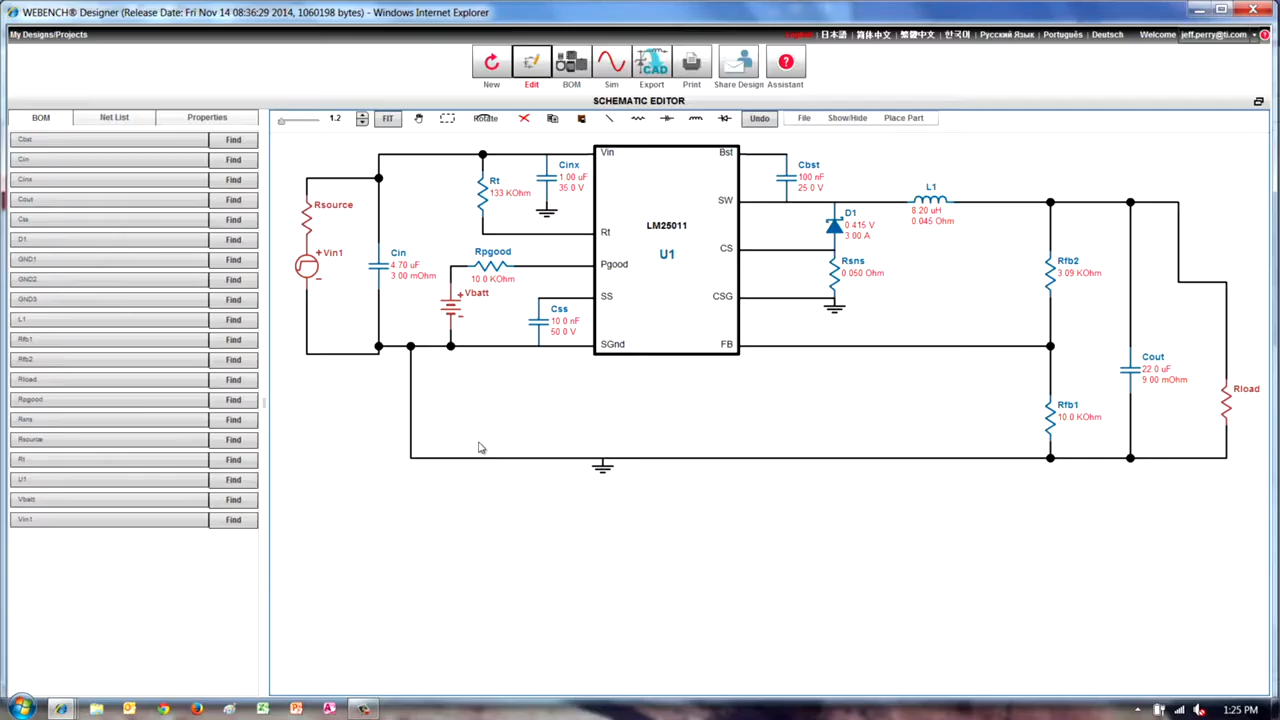 WEBENCH® Designer (Release Date: Fri Nov 14 08:36:29 2014, 1060198 bytes) - Windows Internet Explorer
My Designs/Projects
English | 日本語 | 简体中文 | 繁體中文 | 한국어 | Русский Язык | Português | Deutsch Welcome jeff.perry@ti.com
New Edit BOM Sim Export Print Share Design Assistant
CAD
SCHEMATIC EDITOR
BOM Net List Properties
1.2 FIT Rotate Undo File Show/Hide Place Part
Cbst Find
Cin Find
Cinx Find
Cout Find
Css Find
D1 Find
GND1 Find
GND2 Find
GND3 Find
L1 Find
Rfb1 Find
Rfb2 Find
Rload Find
Rpgood Find
Rsns Find
Rsource Find
Rt Find
U1 Find
Vbatt Find
Vin1 Find
Rsource
+ Vin1
-
Cin
4.70 uF
3.00 mOhm
Rt
133 KOhm
Cinx
1.00 uF
35.0 V
Rpgood
10.0 KOhm
+ Vbatt
-
Css
10.0 nF
50.0 V
Vin
Rt
Pgood
SS
SGnd
LM25011
U1
Bst
SW
CS
CSG
FB
Cbst
100 nF
25.0 V
D1
0.415 V
3.00 A
Rsns
0.050 Ohm
L1
8.20 uH
0.045 Ohm
Rfb2
3.09 KOhm
Rfb1
10.0 KOhm
Cout
22.0 uF
9.00 mOhm
Rload
1:25 PM